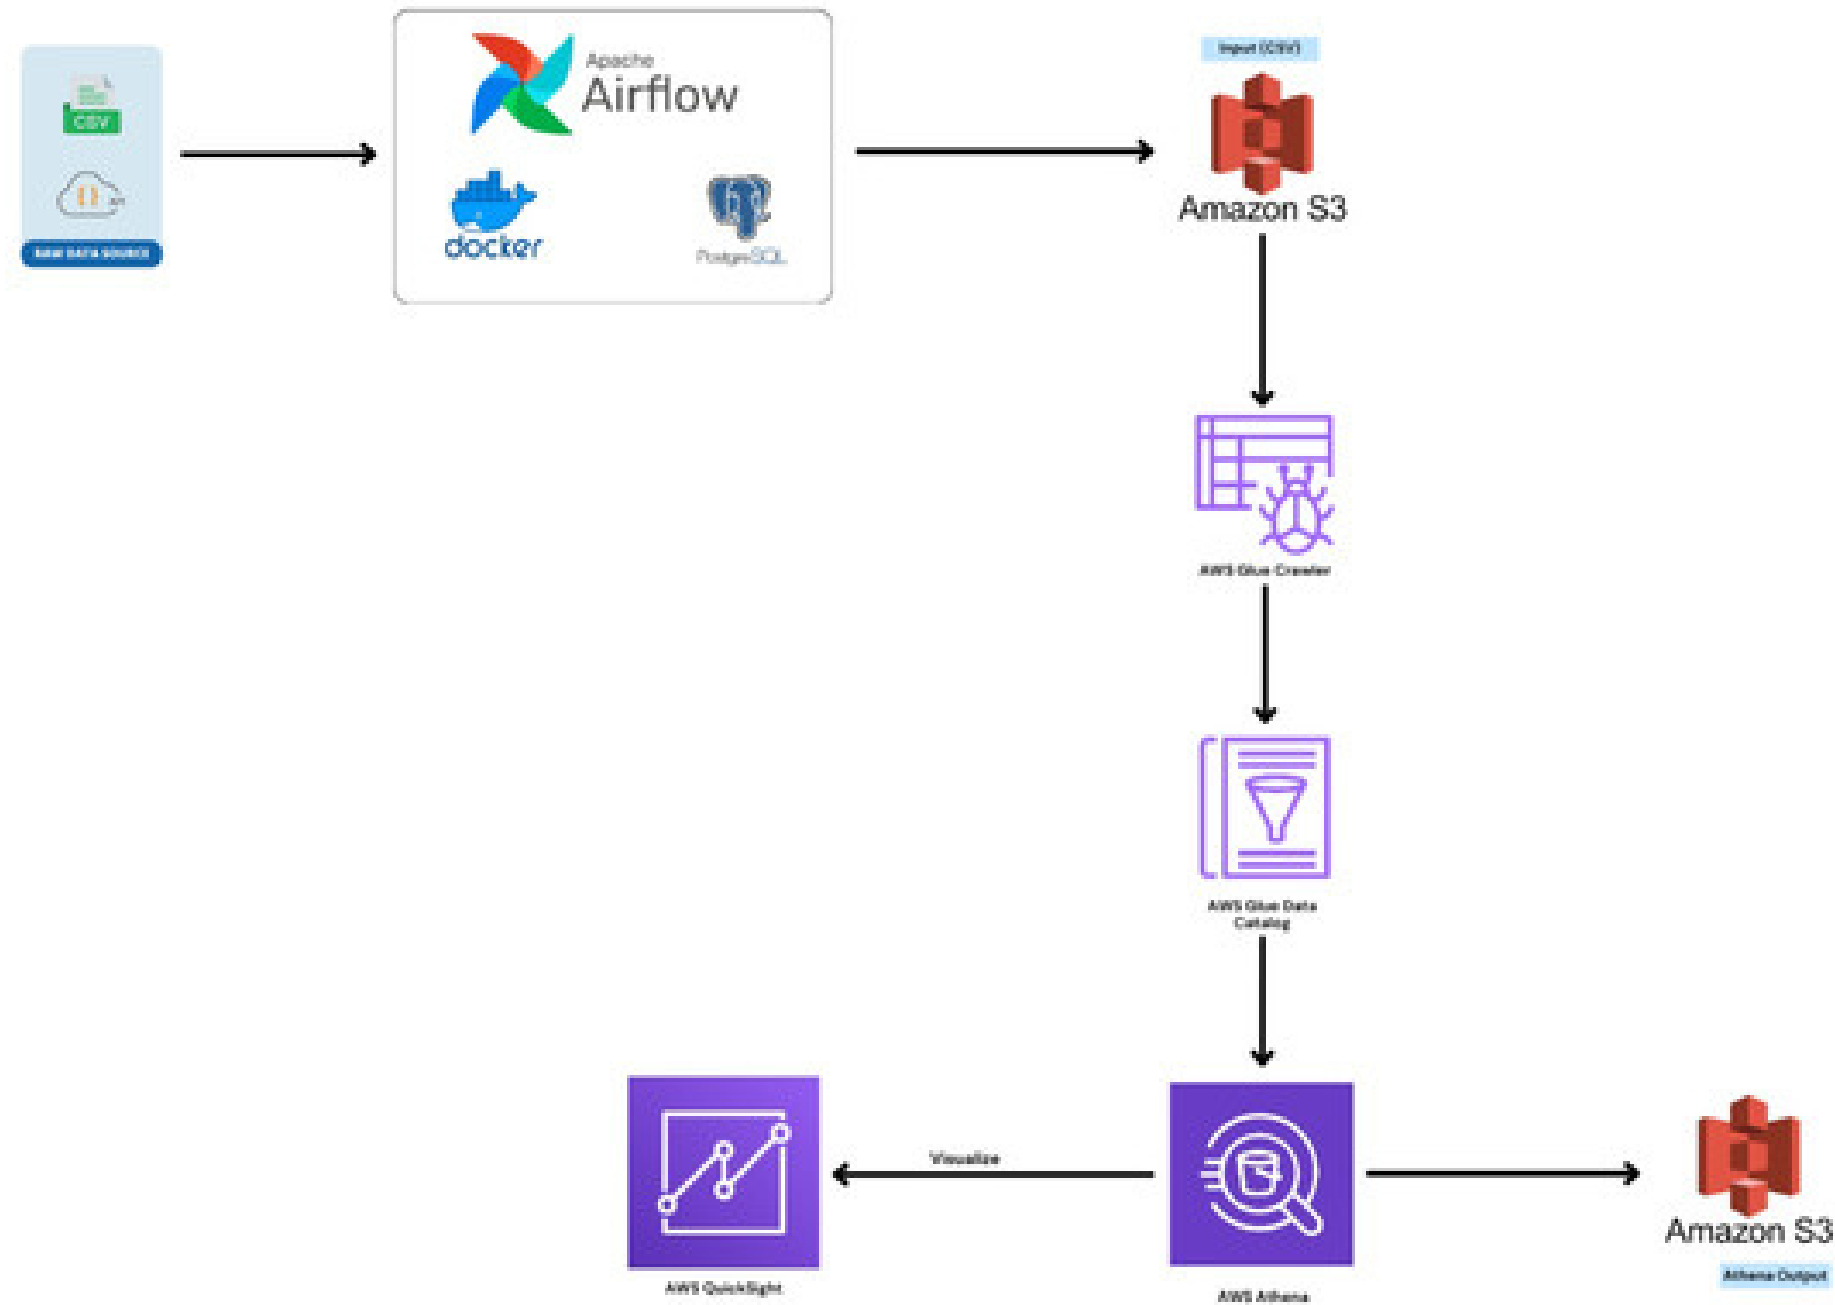 CSV
API
RAW DATA SOURCE
Apache
Airflow
docker
PostgreSQL
Input (CSV)
Amazon S3
AWS Glue Crawler
AWS Glue Data
Catalog
Visualize
AWS QuickSight
AWS Athena
Amazon S3
Athena Output